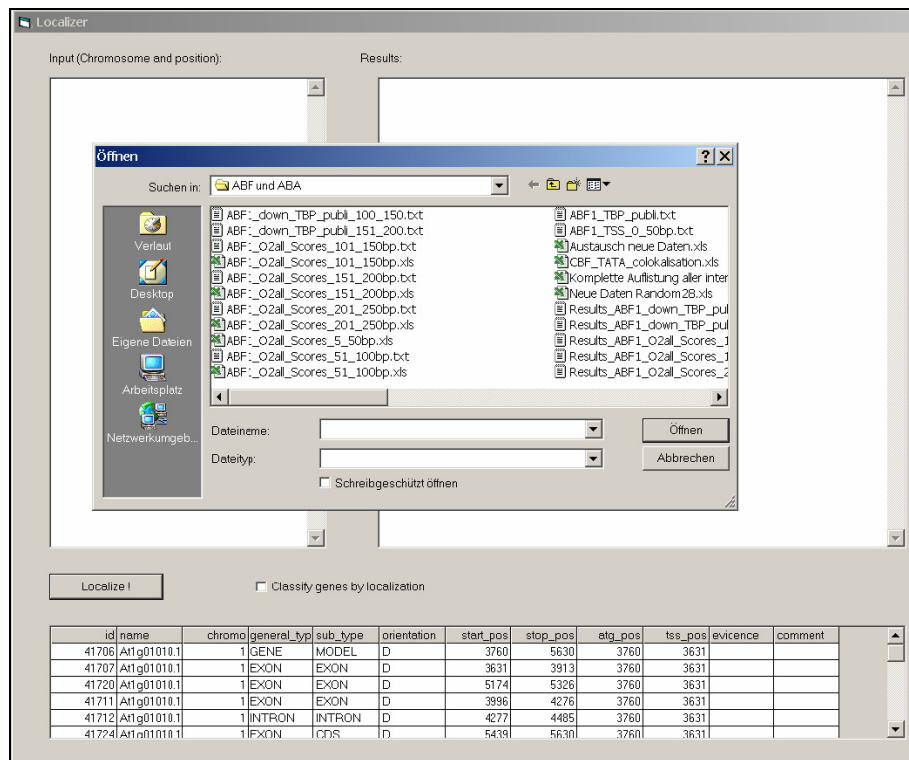 Localizer
Input (Chromosome and position):
Results:
Öffnen
Suchen in:
ABF und ABA
Verlauf
Desktop
Eigene Dateien
Arbeitsplatz
Netzwerkumgeb...
ABF:_down_TBP_publi_100_150.txt
ABF:_down_TBP_publi_151_200.txt
ABF:_O2all_Scores_101_150bp.txt
ABF:_O2all_Scores_101_150bp.xls
ABF:_O2all_Scores_151_200bp.txt
ABF:_O2all_Scores_151_200bp.xls
ABF:_O2all_Scores_201_250bp.txt
ABF:_O2all_Scores_201_250bp.xls
ABF:_O2all_Scores_5_50bp.xls
ABF:_O2all_Scores_51_100bp.txt
ABF:_O2all_Scores_51_100bp.xls
ABF1_TBP_publi.txt
ABF1_TSS_0_50bp.txt
Austausch neue Daten.xls
CBF_TATA_colokalisation.xls
Komplette Auflistung aller inter
Neue Daten Random28.xls
Results_ABF1_down_TBP_pul
Results_ABF1_down_TBP_pul
Results_ABF1_O2all_Scores_1
Results_ABF1_O2all_Scores_1
Results_ABF1_O2all_Scores_2
Dateiname:
Öffnen
Dateityp:
Abbrechen
Schreibgeschützt öffnen
Localize !
Classify genes by localization
id name chromo general_typ sub_type orientation start_pos stop_pos atg_pos tss_pos evicence comment
41706 At1g01010.1 1 GENE MODEL D 3760 5630 3760 3631
41707 At1g01010.1 1 EXON EXON D 3631 3913 3760 3631
41720 At1g01010.1 1 EXON EXON D 5174 5326 3760 3631
41711 At1g01010.1 1 EXON EXON D 3996 4276 3760 3631
41712 At1g01010.1 1 INTRON INTRON D 4277 4485 3760 3631
41724 At1g01010.1 1 EXON CDS D 5439 5630 3760 3631